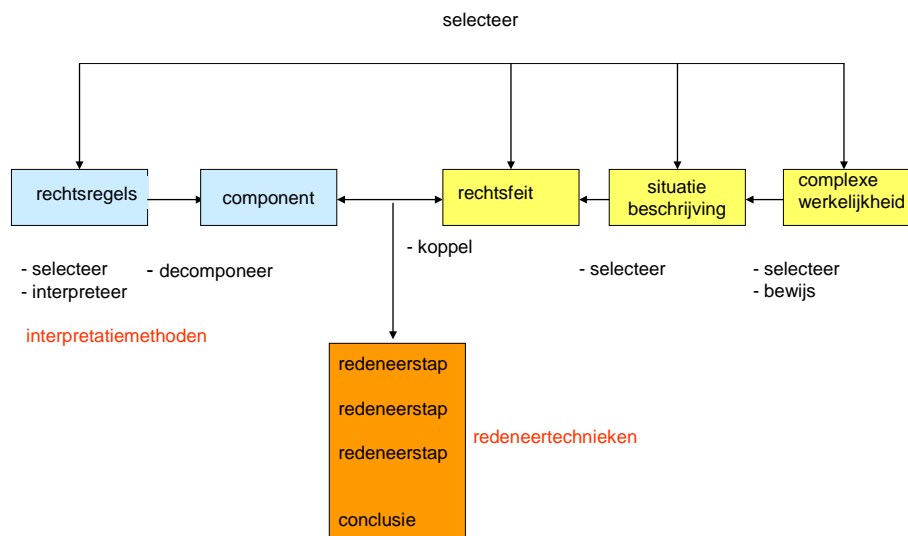 selecteer
rechtsregels
component
rechtsfeit
situatie
beschrijving
complexe
werkelijkheid
- selecteer
- interpreteer
- decomponeer
- koppel
- selecteer
- selecteer
- bewijs
interpretatiemethoden
redeneerstap
redeneerstap
redeneerstap
conclusie
redeneertechnieken